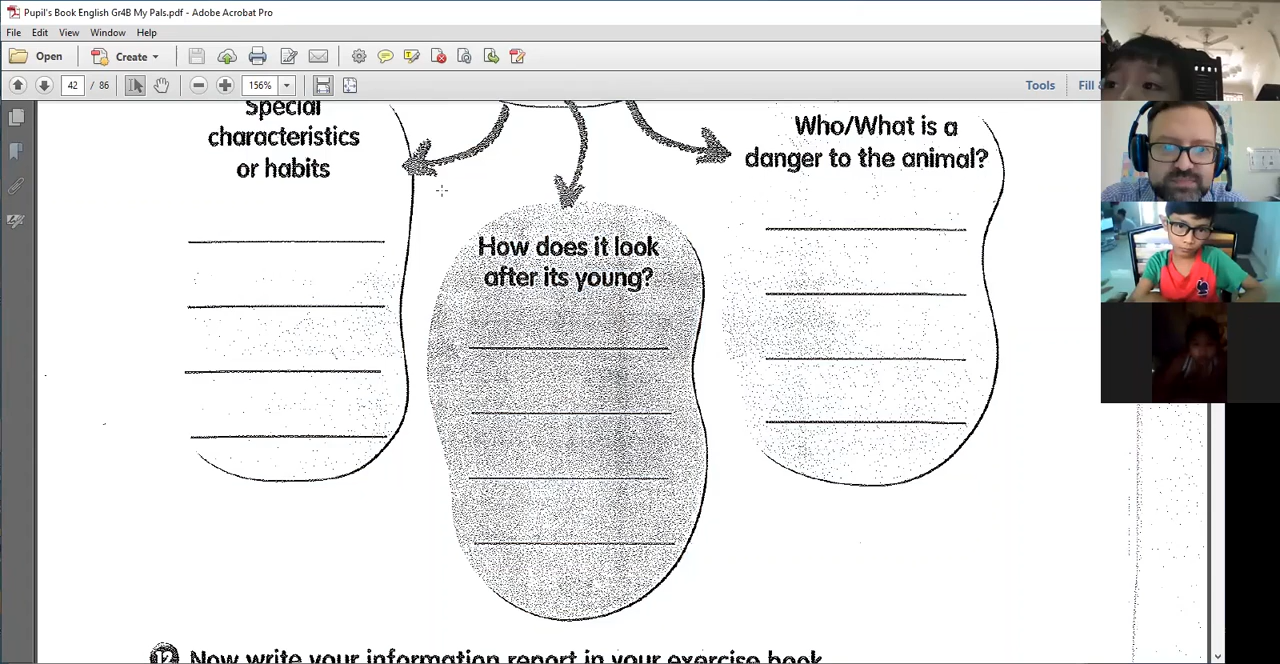 Pupil's Book English Gr4B My Pals.pdf - Adobe Acrobat Pro
File Edit View Window Help
Open Create
42 / 86 156% Tools Fill &
Special
characteristics
or habits
How does it look
after its young?
Who/What is a
danger to the animal?
12 Now write your information report in your exercise book